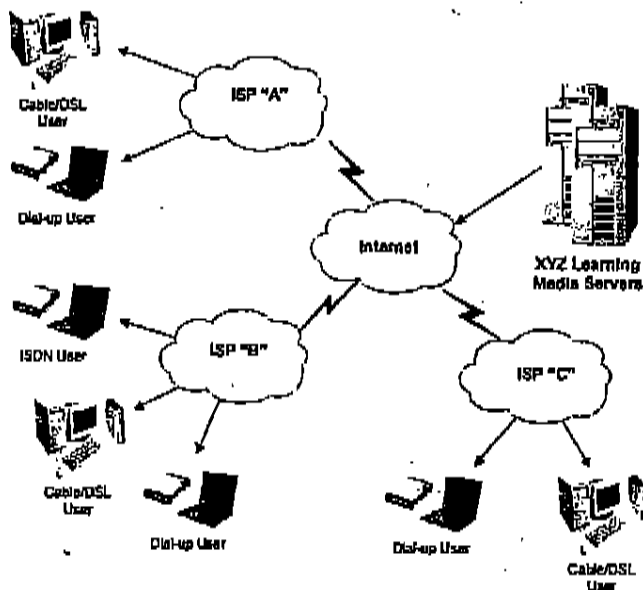 ISP "A"
Cable/DSL
User
Dial-up User
Internet
XYZ Learning
Media Servers
ISDN User
ISP "B"
ISP "C"
Cable/DSL
User
Dial-up User
Dial-up User
Cable/DSL
User